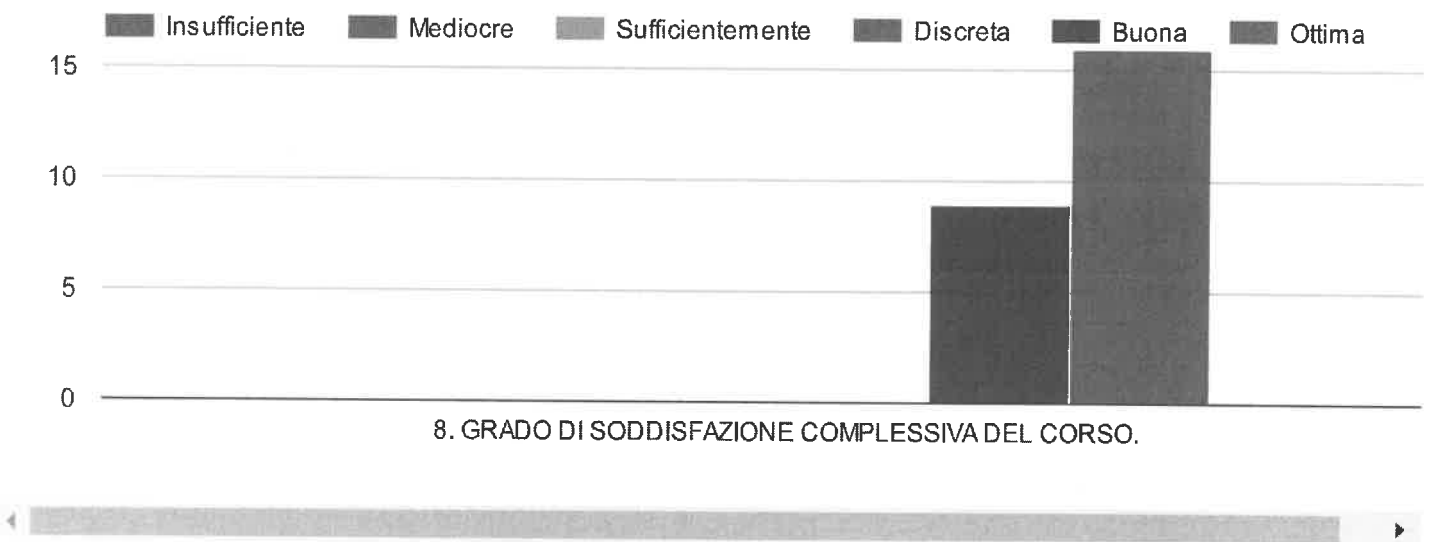 Insufficiente Mediocre Sufficientemente Discreta Buona Ottima
15
10
5
0
8. GRADO DI SODDISFAZIONE COMPLESSIVA DEL CORSO.